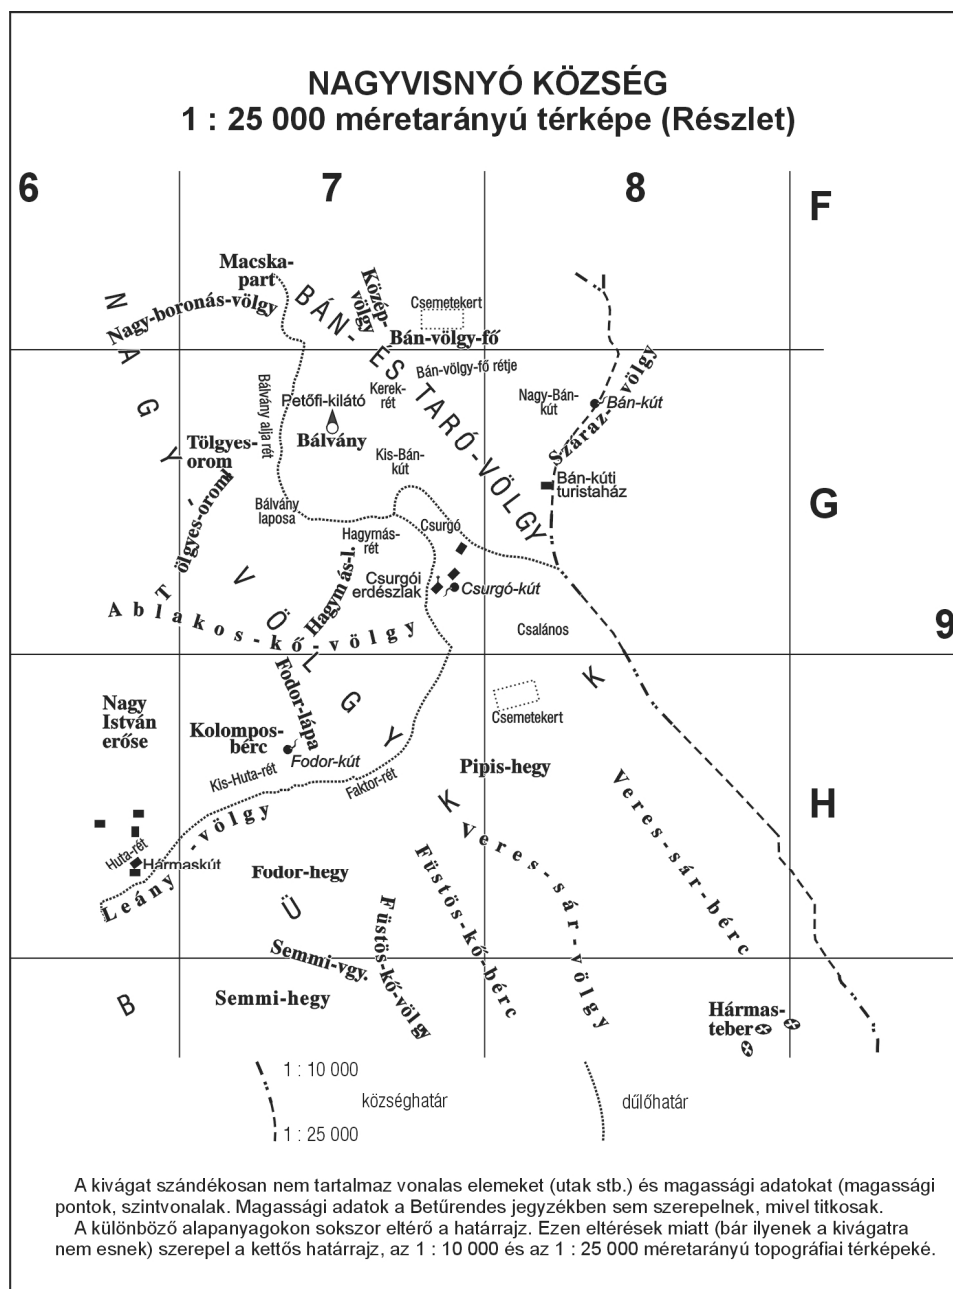 NAGYVISNYÓ KÖZSÉG
1 : 25 000 méretarányú térképe (Részlet)
6
7
8
F
Macska-
part
Közép-
völgy
Csemetekert
Nagy-boronás-völgy
Bán-völgy-fő
BÁN- ÉS TARÓ-VÖLGY
NAGY-VÖLGY
Bán-völgy-fő rétje
Száraz-völgy
Bálvány alja rét
Petőfi-kilátó
Kerek-
rét
Nagy-Bán-
kút
Bán-kút
Bálvány
Tölgyes-
orom
Kis-Bán-
kút
Bán-kúti
turistaház
G
Tölgyes-oroml.
Bálvány
laposa
Hagymás-
rét
Csurgó
Hagymás-l.
Csurgói
erdészlak
Csurgó-kút
Ablakos-kő-völgy
Csalános
9
Fodor-lápa
Nagy
István
erőse
Kolompos-
bérc
Fodor-kút
Csemetekert
Kis-Huta-rét
Faktor-rét
Pipis-hegy
H
Huta-rét
Hármaskút
Leány-völgy
Veres-sár-völgy
Veres-sár-bérc
Fodor-hegy
BÜKK
Füstös-kő-bérc
Füstös-kő-völgy
Semmi-vgy.
Semmi-hegy
Hármas-
teber
1 : 10 000
községhatár
dűlőhatár
1 : 25 000
A kivágat szándékosan nem tartalmaz vonalas elemeket (utak stb.) és magassági adatokat (magassági
pontok, szintvonalak. Magassági adatok a Betűrendes jegyzékben sem szerepelnek, mivel titkosak.
A különböző alapanyagokon sokszor eltérő a határrajz. Ezen eltérések miatt (bár ilyenek a kivágatra
nem esnek) szerepel a kettős határrajz, az 1 : 10 000 és az 1 : 25 000 méretarányú topográfiai térképeké.